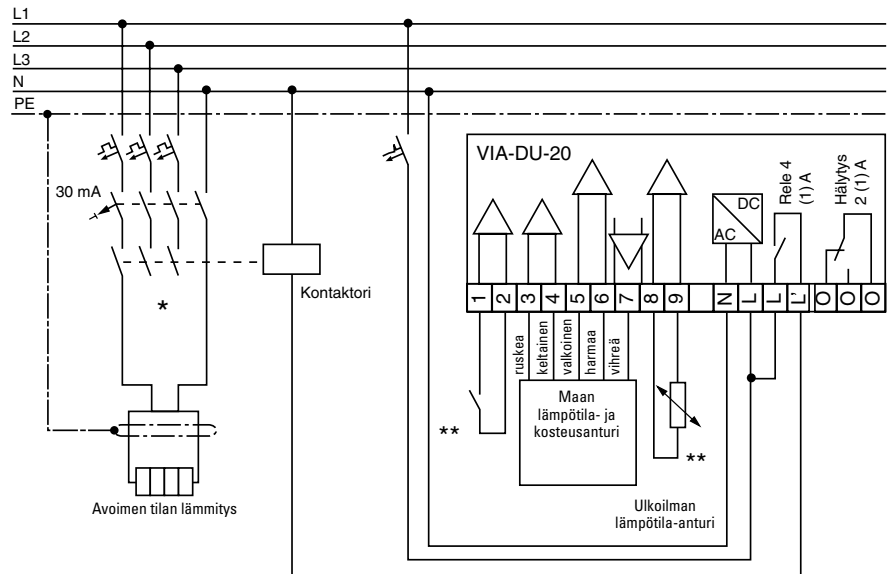 L1
L2
L3
N
PE
VIA-DU-20
30 mA
DC
AC
Rele 4
(1) A
Hälytys
2 (1) A
Kontaktori
*
1 2 3 4 5 6 7 8 9 N L L L' O O O
ruskea
keltainen
valkoinen
harmaa
vihreä
Maan
lämpötila- ja
kosteusanturi
**
**
Avoimen tilan lämmitys
Ulkoilman
lämpötila-anturi